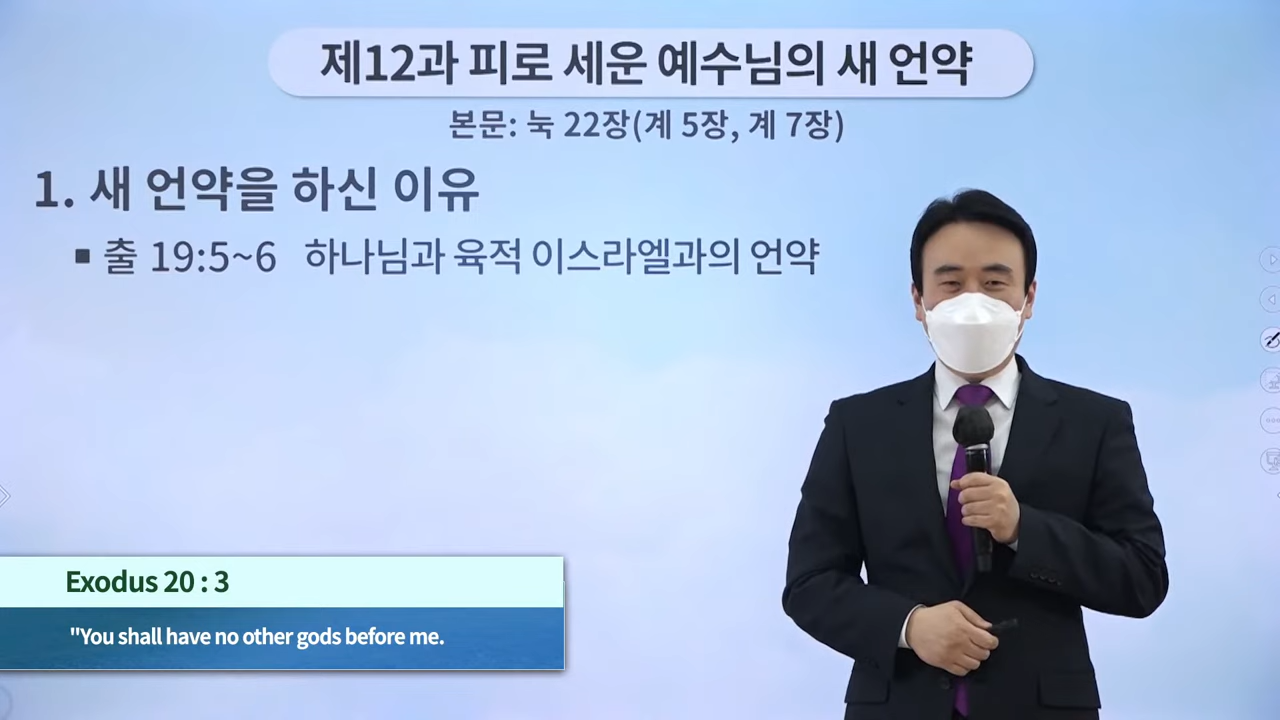 제12과 피로 세운 예수님의 새 언약
본문: 눅 22장(계 5장, 계 7장)
1. 새 언약을 하신 이유
▪ 출 19:5~6 하나님과 육적 이스라엘과의 언약
Exodus 20 : 3
"You shall have no other gods before me.